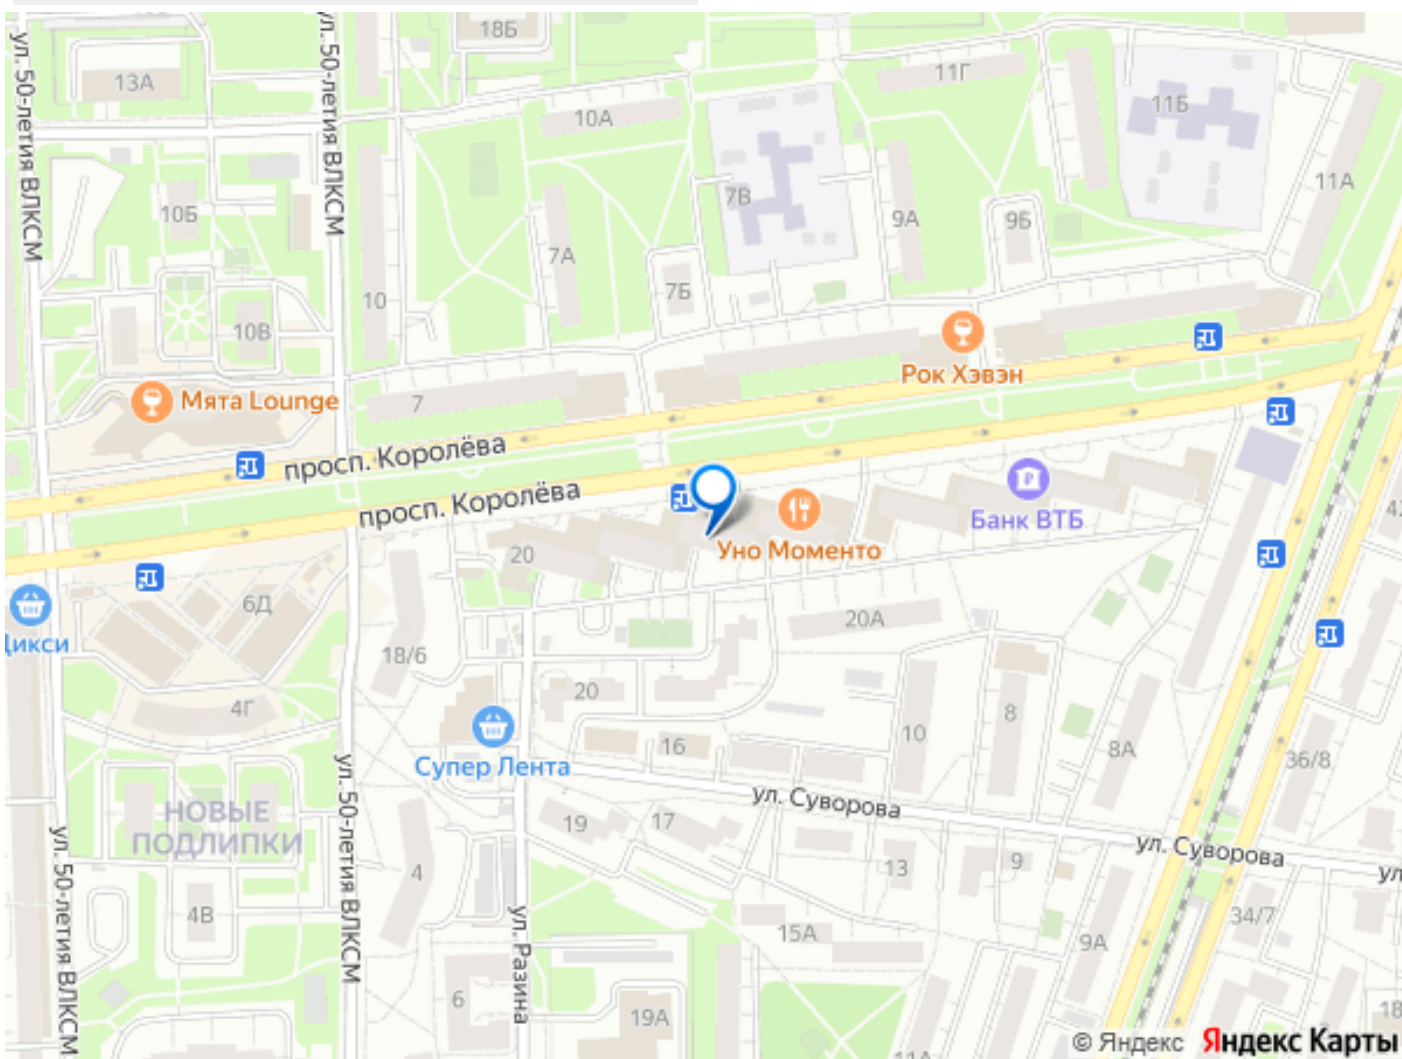 18Б
13А
11Г
11Б
10А
ул. 50-летия ВЛКСМ
ул. 50-летия ВЛКСМ
11А
7В
10Б
9А
9Б
7А
7Б
10
10В
Рок Хэвэн
Мята Lounge
7
просп. Королёва
просп. Королёва
Банк ВТБ
Уно Моменто
20
6Д
20А
18/6
20
4Г
10
8
8А
36/8
16
Супер Лента
НОВЫЕ
ПОДЛИПКИ
ул. 50-летия ВЛКСМ
ул. 50-летия ВЛКСМ
ул. Суворова
ул. Суворова
19
17
13
9
4
4В
ул. Разина
15А
9А
34/7
6
19А
11А
© Яндекс Яндекс Карты